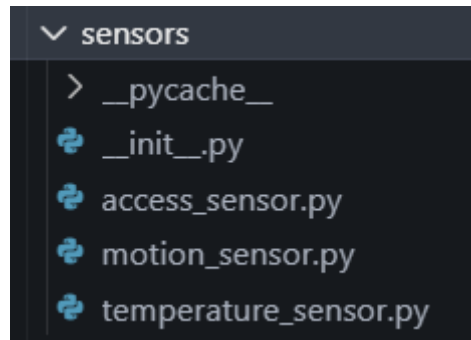 sensors
__pycache__
__init__.py
access_sensor.py
motion_sensor.py
temperature_sensor.py